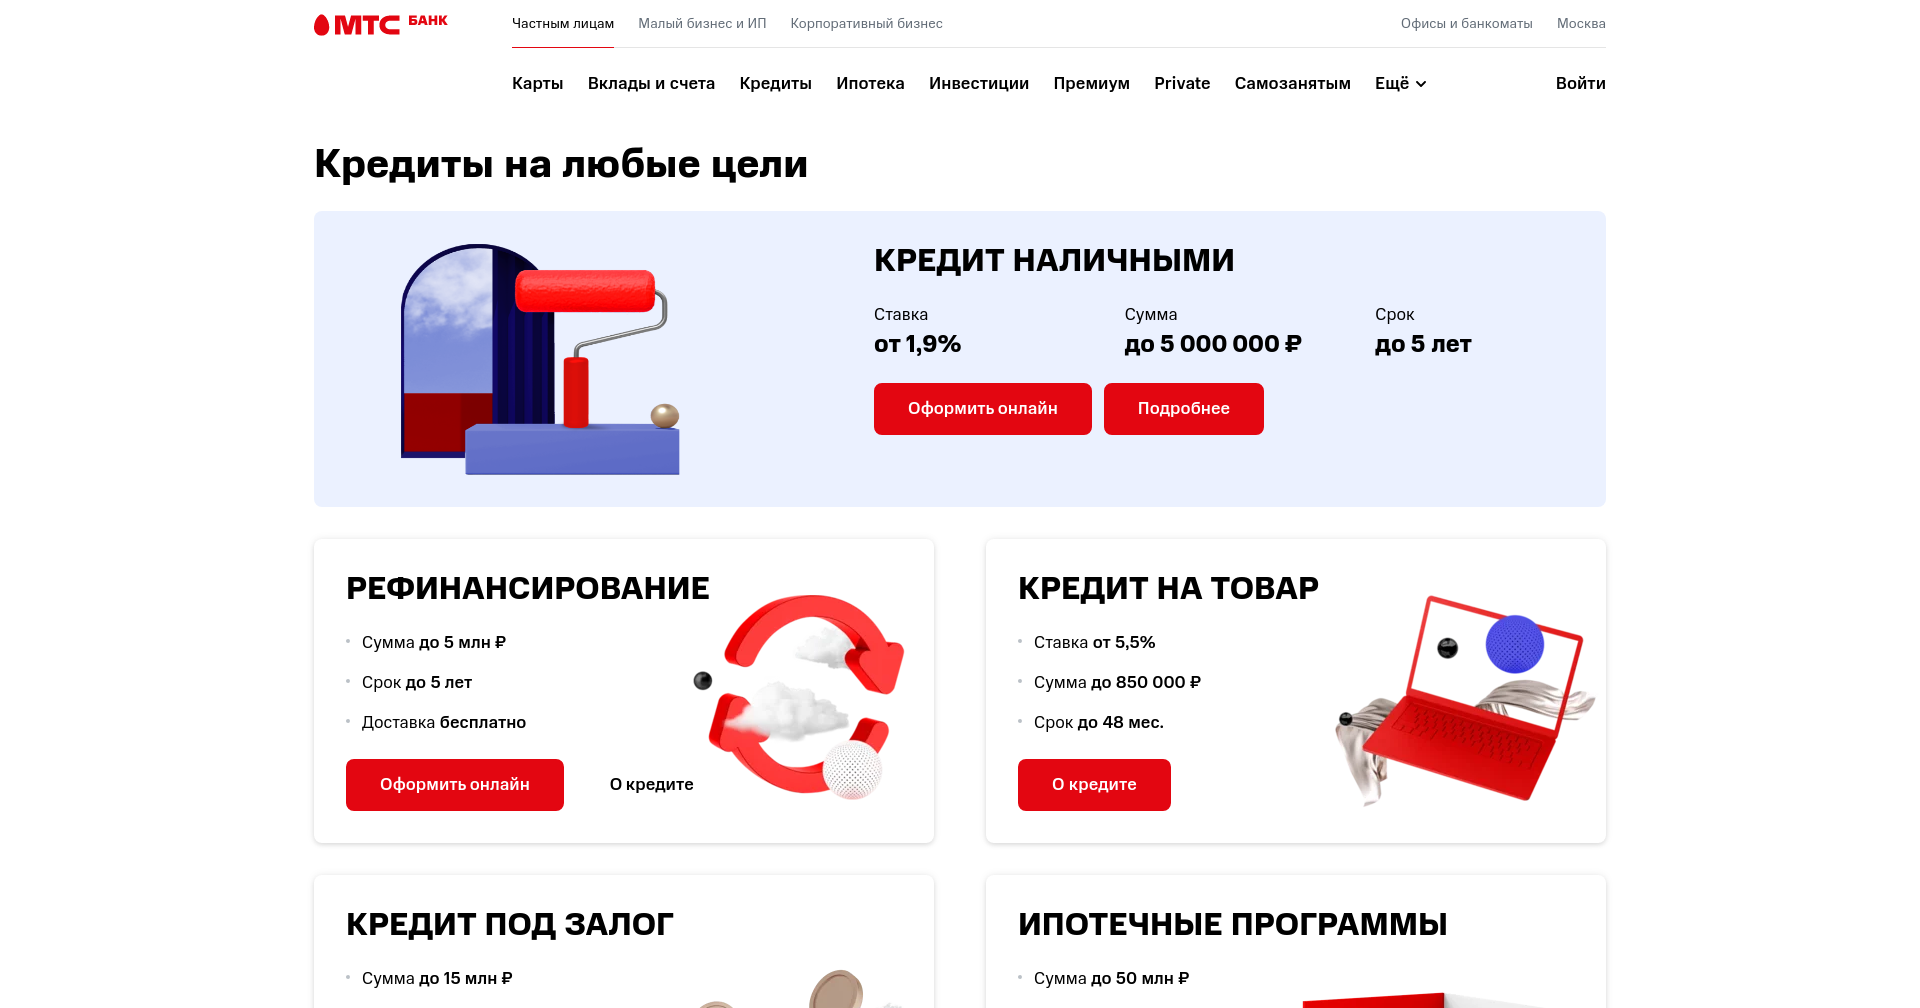 МТС БАНК
Частным лицам
Малый бизнес и ИП
Корпоративный бизнес
Офисы и банкоматы
Москва
Карты
Вклады и счета
Кредиты
Ипотека
Инвестиции
Премиум
Private
Самозанятым
Ещё
Войти
Кредиты на любые цели
КРЕДИТ НАЛИЧНЫМИ
Ставка
от 1,9%
Сумма
до 5 000 000 ₽
Срок
до 5 лет
Оформить онлайн
Подробнее
РЕФИНАНСИРОВАНИЕ
Сумма до 5 млн ₽
Срок до 5 лет
Доставка бесплатно
Оформить онлайн
О кредите
КРЕДИТ НА ТОВАР
Ставка от 5,5%
Сумма до 850 000 ₽
Срок до 48 мес.
О кредите
КРЕДИТ ПОД ЗАЛОГ
Сумма до 15 млн ₽
ИПОТЕЧНЫЕ ПРОГРАММЫ
Сумма до 50 млн ₽